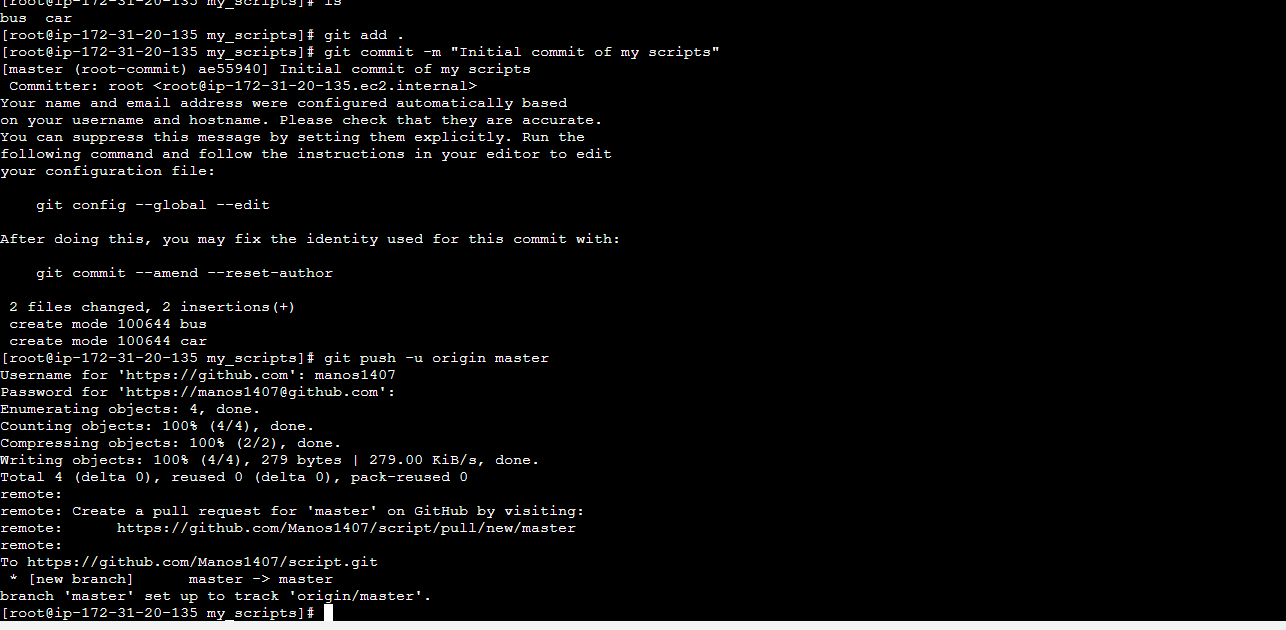 [root@ip-172-31-20-135 my_scripts]# ls
bus  car
[root@ip-172-31-20-135 my_scripts]# git add .
[root@ip-172-31-20-135 my_scripts]# git commit -m "Initial commit of my scripts"
[master (root-commit) ae55940] Initial commit of my scripts
 Committer: root <root@ip-172-31-20-135.ec2.internal>
Your name and email address were configured automatically based
on your username and hostname. Please check that they are accurate.
You can suppress this message by setting them explicitly. Run the
following command and follow the instructions in your editor to edit
your configuration file:

    git config --global --edit

After doing this, you may fix the identity used for this commit with:

    git commit --amend --reset-author

 2 files changed, 2 insertions(+)
 create mode 100644 bus
 create mode 100644 car
[root@ip-172-31-20-135 my_scripts]# git push -u origin master
Username for 'https://github.com': manos1407
Password for 'https://manos1407@github.com':
Enumerating objects: 4, done.
Counting objects: 100% (4/4), done.
Compressing objects: 100% (2/2), done.
Writing objects: 100% (4/4), 279 bytes | 279.00 KiB/s, done.
Total 4 (delta 0), reused 0 (delta 0), pack-reused 0
remote:
remote: Create a pull request for 'master' on GitHub by visiting:
remote:      https://github.com/Manos1407/script/pull/new/master
remote:
To https://github.com/Manos1407/script.git
 * [new branch]      master -> master
branch 'master' set up to track 'origin/master'.
[root@ip-172-31-20-135 my_scripts]#